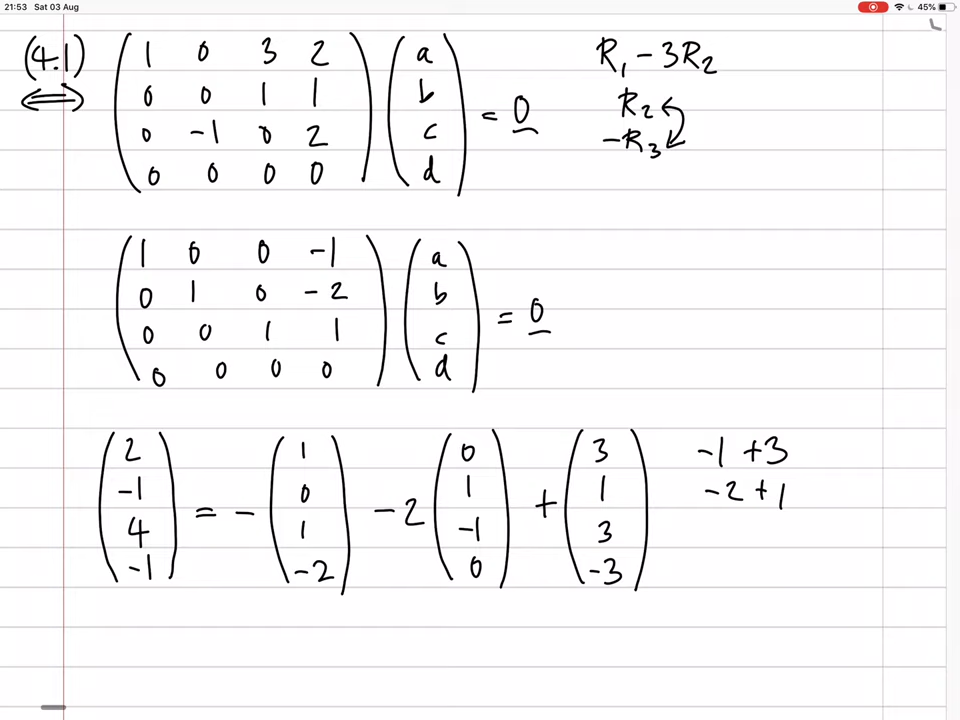 21:53 Sat 03 Aug 45%
(4.1) ⟺ ( 1 0 3 2 ; 0 0 1 1 ; 0 -1 0 2 ; 0 0 0 0 ) ( a ; b ; c ; d ) = 0
R₁ - 3R₂
R₂
-R₃
( 1 0 0 -1 ; 0 1 0 -2 ; 0 0 1 1 ; 0 0 0 0 ) ( a ; b ; c ; d ) = 0
( 2 ; -1 ; 4 ; -1 ) = - ( 1 ; 0 ; 1 ; -2 ) - 2 ( 0 ; 1 ; -1 ; 0 ) + ( 3 ; 1 ; 3 ; -3 )
-1 + 3
-2 + 1